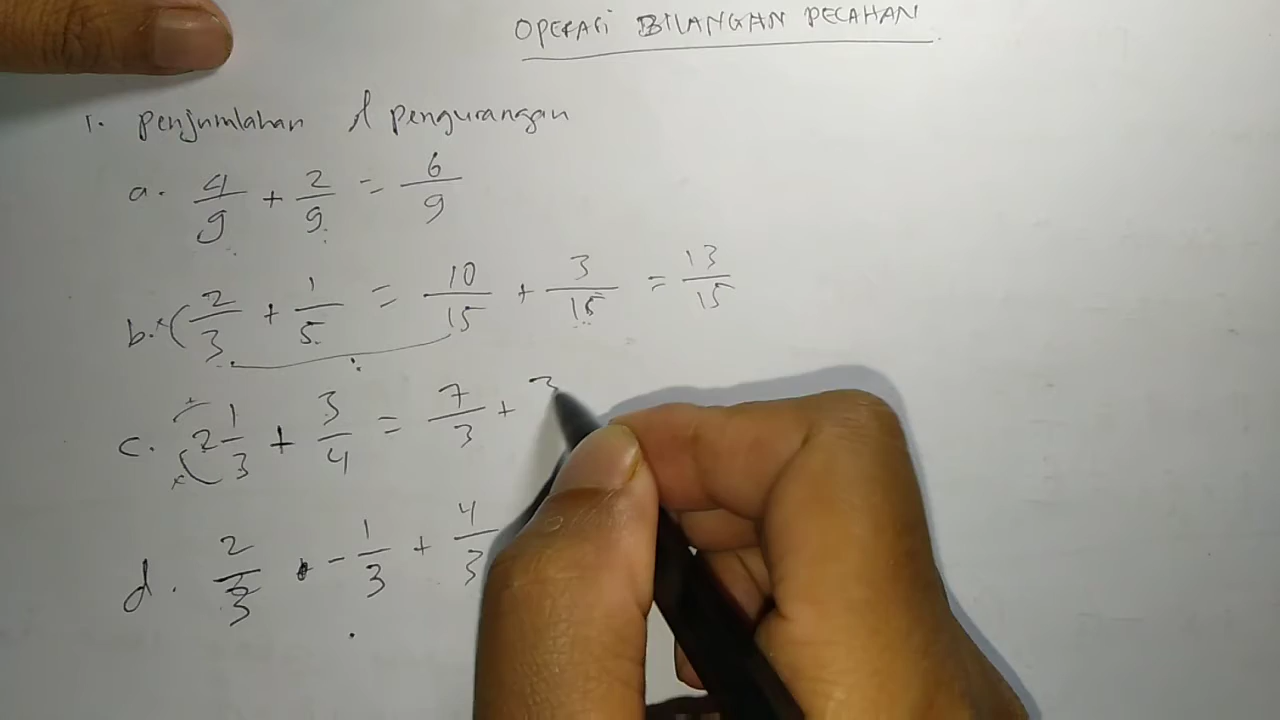 OPERASI BILANGAN PECAHAN
1. Penjumlahan d pengurangan
a. 4/9 + 2/9 = 6/9
b. 2/3 + 1/5 = 10/15 + 3/15 = 13/15
c. 2 1/3 + 3/4 = 7/3 + 3
d. 2/3 - 1/3 + 4/3